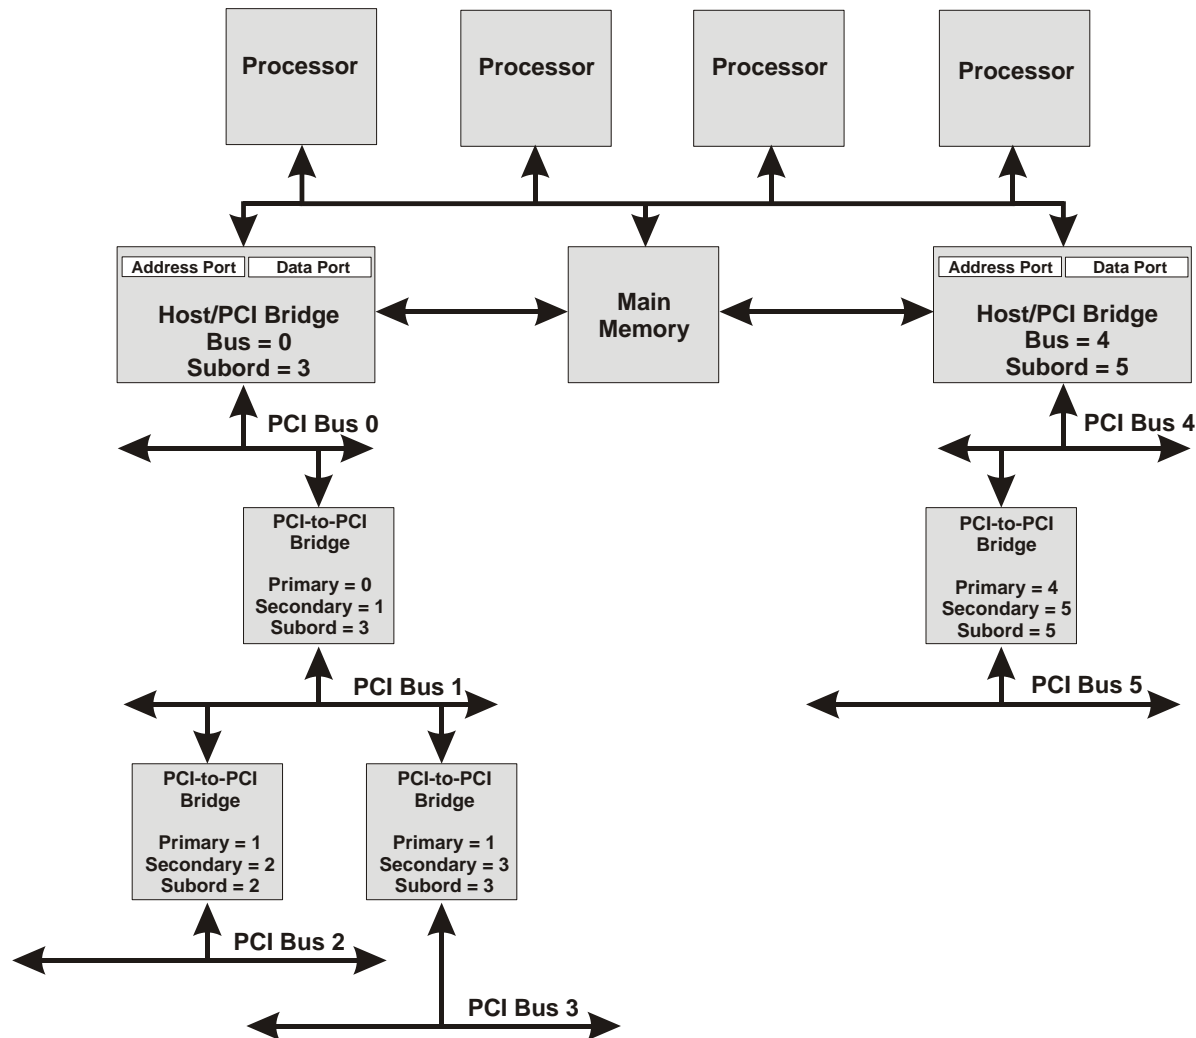 Processor
Processor
Processor
Processor
Address Port
Data Port
Host/PCI Bridge
Bus = 0
Subord = 3
Main
Memory
Address Port
Data Port
Host/PCI Bridge
Bus = 4
Subord = 5
PCI Bus 0
PCI Bus 4
PCI-to-PCI
Bridge
Primary = 0
Secondary = 1
Subord = 3
PCI-to-PCI
Bridge
Primary = 4
Secondary = 5
Subord = 5
PCI Bus 1
PCI Bus 5
PCI-to-PCI
Bridge
Primary = 1
Secondary = 2
Subord = 2
PCI-to-PCI
Bridge
Primary = 1
Secondary = 3
Subord = 3
PCI Bus 2
PCI Bus 3